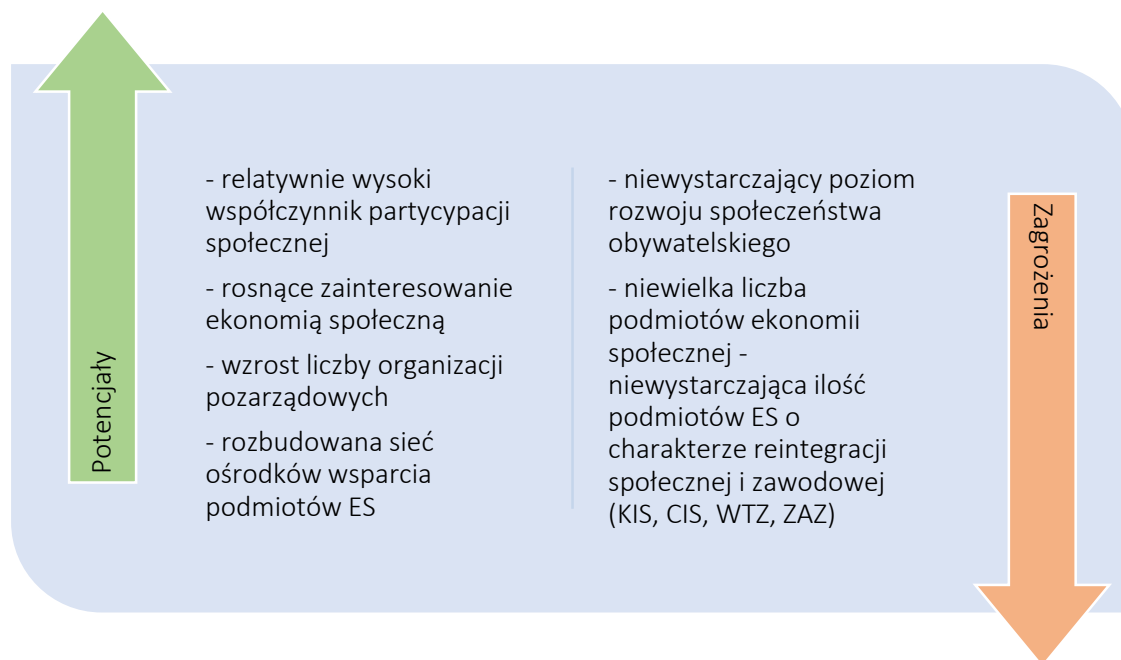 Potencjały
- relatywnie wysoki
współczynnik partycypacji
społecznej
- rosnące zainteresowanie
ekonomią społeczną
- wzrost liczby organizacji
pozarządowych
- rozbudowana sieć
ośrodków wsparcia
podmiotów ES
- niewystarczający poziom
rozwoju społeczeństwa
obywatelskiego
- niewielka liczba
podmiotów ekonomii
społecznej -
niewystarczająca ilość
podmiotów ES o
charakterze reintegracji
społecznej i zawodowej
(KIS, CIS, WTZ, ZAZ)
Zagrożenia